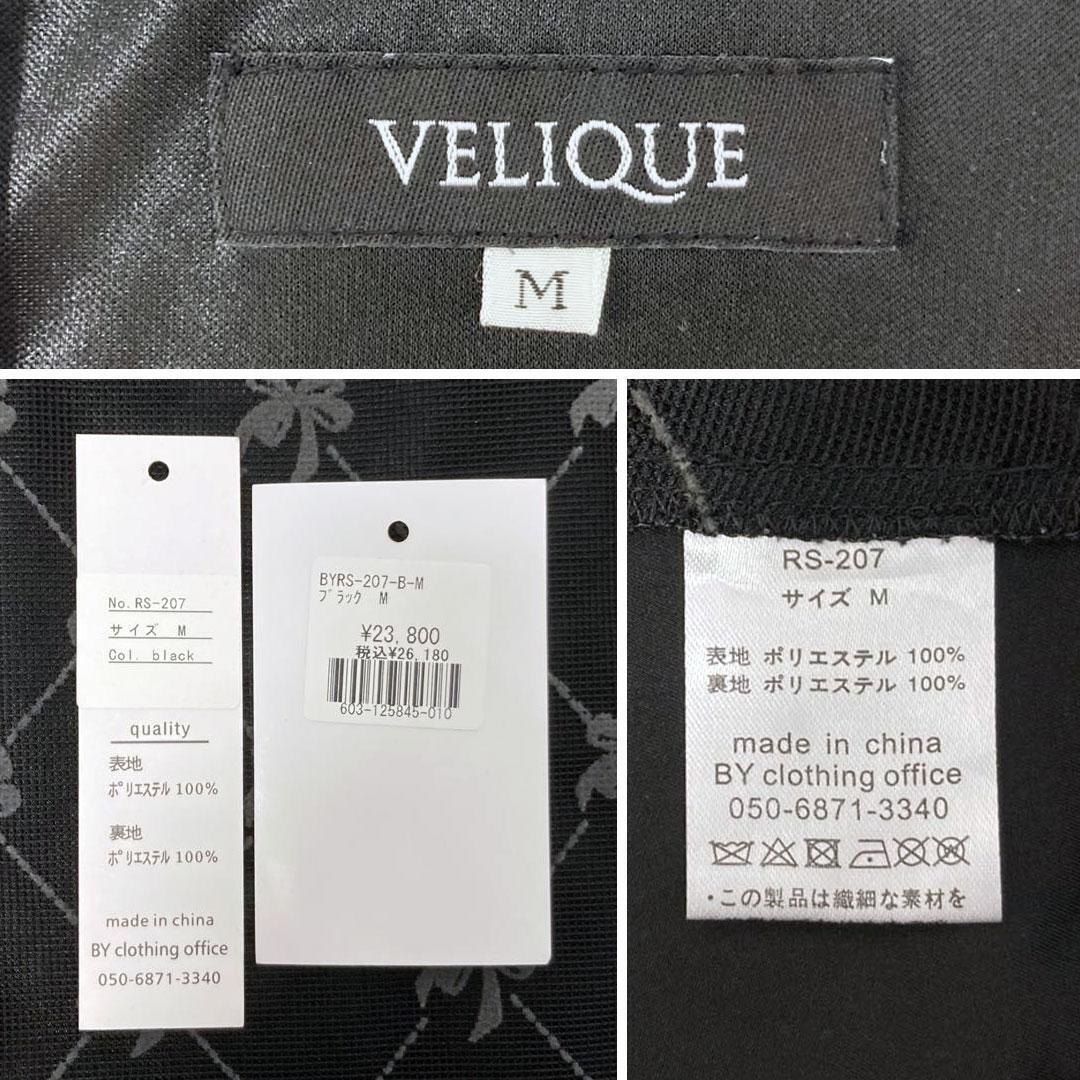 VELIQUE
M
No. RS-207
サイズ M
Col. black
quality
表地
ポリエステル 100%
裏地
ポリエステル 100%
made in china
BY clothing office
050-6871-3340
BYRS-207-B-M
ブラック M
¥23,800
税込¥26,180
603-125845-010
RS-207
サイズ M
表地 ポリエステル 100%
裏地 ポリエステル 100%
made in china
BY clothing office
050-6871-3340
・この製品は繊細な素材を